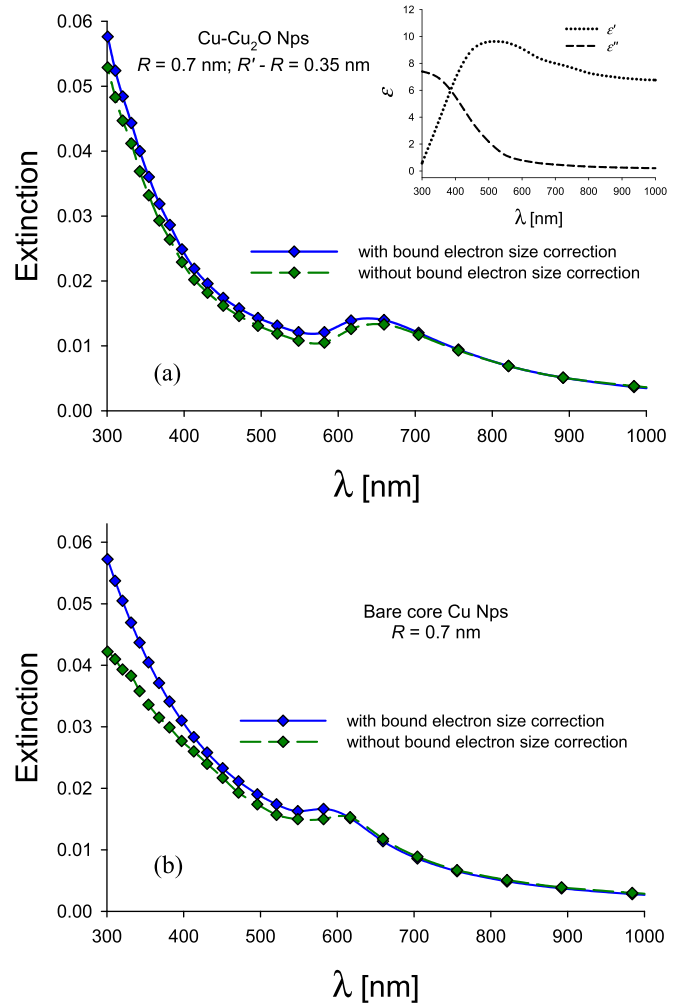 Cu-Cu₂O Nps
R = 0.7 nm; R′ - R = 0.35 nm
0.06
0.05
0.04
0.03
0.02
0.01
0.00
Extinction
12
10
8
6
4
2
0
ε
ε′
ε″
300 400 500 600 700 800 900 1000
λ [nm]
with bound electron size correction
without bound electron size correction
(a)
300 400 500 600 700 800 900 1000
λ [nm]
0.06
0.05
0.04
0.03
0.02
0.01
0.00
Extinction
Bare core Cu Nps
R = 0.7 nm
with bound electron size correction
without bound electron size correction
(b)
300 400 500 600 700 800 900 1000
λ [nm]